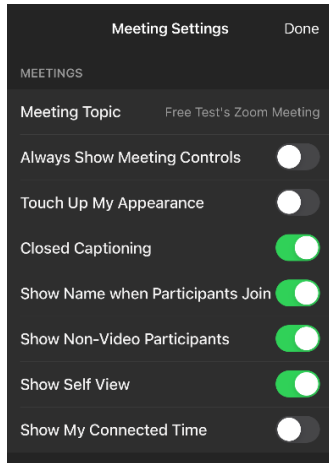 Meeting Settings Done
MEETINGS
Meeting Topic Free Test's Zoom Meeting
Always Show Meeting Controls
Touch Up My Appearance
Closed Captioning
Show Name when Participants Join
Show Non-Video Participants
Show Self View
Show My Connected Time